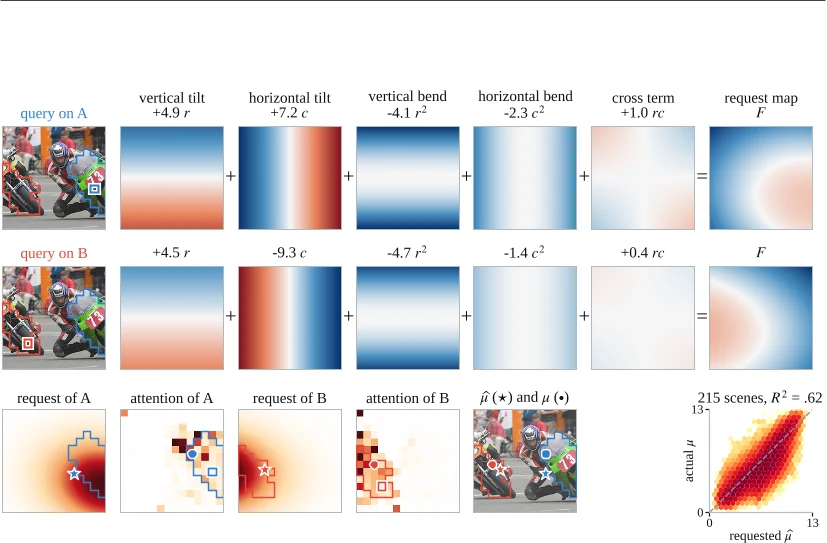 vertical tilt horizontal tilt vertical bend horizontal bend cross term request map
query on A +4.9 r +7.2 c -4.1 r² -2.3 c² +1.0 rc F
73
+ + + + =
query on B +4.5 r -9.3 c -4.7 r² -1.4 c² +0.4 rc F
73
+ + + + =
request of A attention of A request of B attention of B μ̂ (★) and μ (•) 215 scenes, R² = .62
13
actual μ
73
0
0 13
requested μ̂